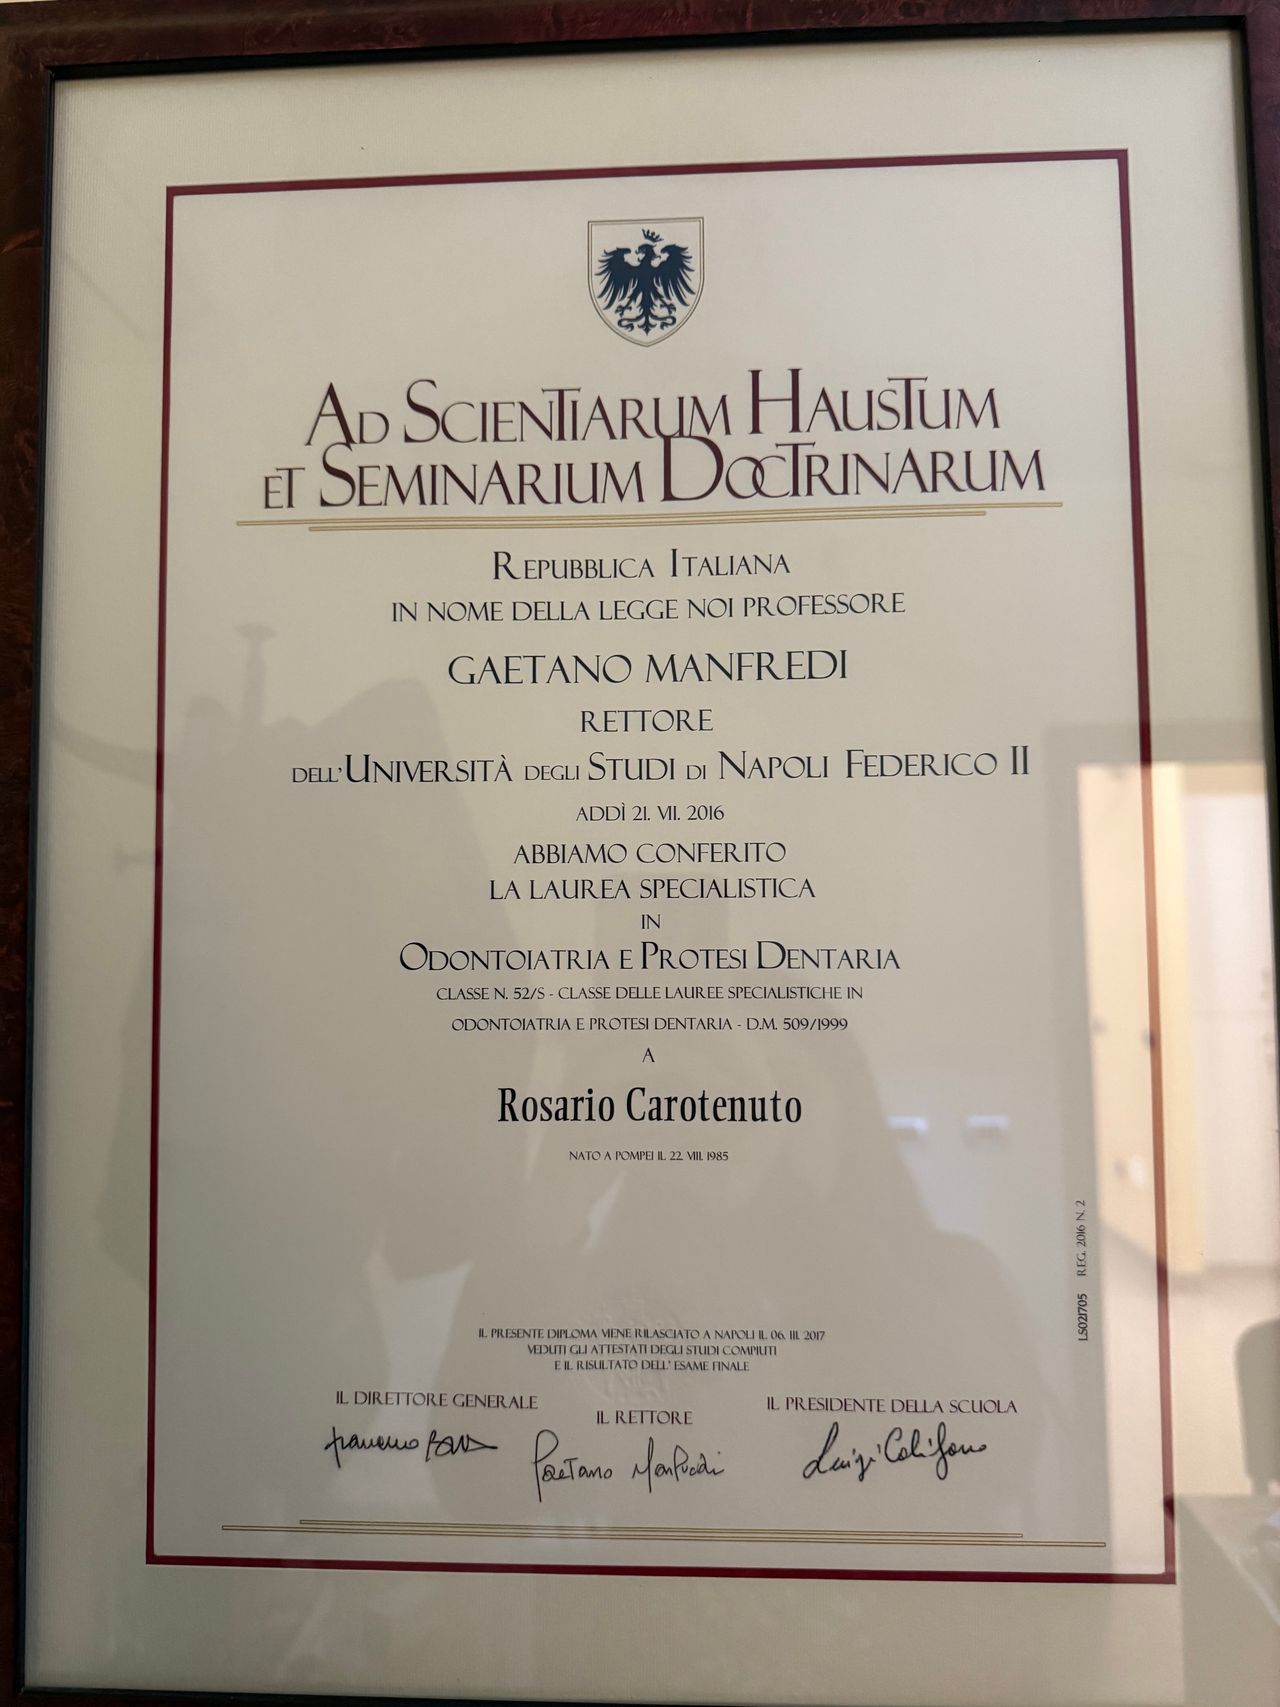 AD SCIENTIARUM HAUSTUM
ET SEMINARIUM DOCTRINARUM
REPUBBLICA ITALIANA
IN NOME DELLA LEGGE NOI PROFESSORE
GAETANO MANFREDI
RETTORE
DELL'UNIVERSITÀ DEGLI STUDI DI NAPOLI FEDERICO II
ADDÌ 21. VII. 2016
ABBIAMO CONFERITO
LA LAUREA SPECIALISTICA
IN
ODONTOIATRIA E PROTESI DENTARIA
CLASSE N. 52/S - CLASSE DELLE LAUREE SPECIALISTICHE IN
ODONTOIATRIA E PROTESI DENTARIA - D.M. 509/1999
A
Rosario Carotenuto
NATO A POMPEI IL 22. VIII. 1985
LS021705 REG. 2016 N. 2
IL PRESENTE DIPLOMA VIENE RILASCIATO A NAPOLI IL 06. III. 2017
VEDUTI GLI ATTESTATI DEGLI STUDI COMPIUTI
E IL RISULTATO DELL' ESAME FINALE
IL DIRETTORE GENERALE
IL RETTORE
IL PRESIDENTE DELLA SCUOLA
Gaetano Manfredi
Luigi Califano